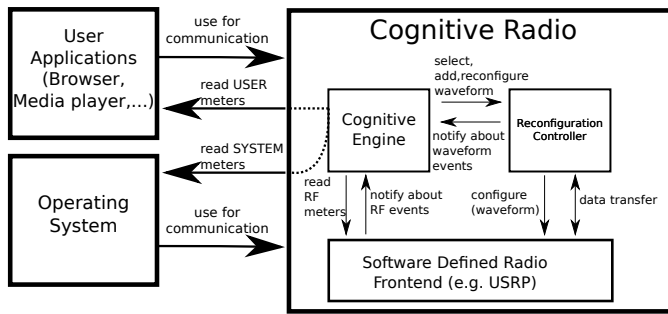 User
Applications
(Browser,
Media player,...)
use for
communication
read USER
meters
read SYSTEM
meters
Operating
System
use for
communication
Cognitive Radio
select,
add,reconfigure
waveform
Cognitive
Engine
notify about
waveform
events
Reconfiguration
Controller
read
RF
meters
notify about
RF events
configure
(waveform)
data transfer
Software Defined Radio
Frontend (e.g. USRP)